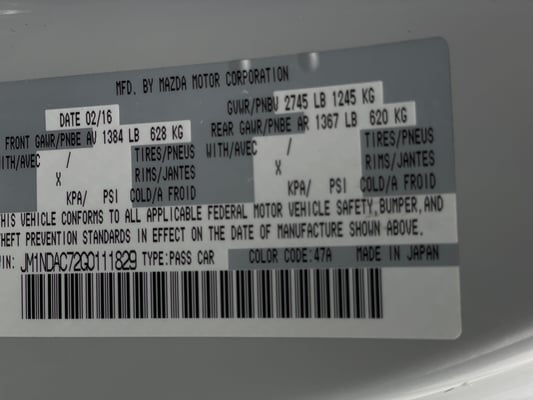 MFD. BY MAZDA MOTOR CORPORATION
DATE 02/16 GVWR/PNBV 2745 LB 1245 KG
FRONT GAWR/PNBE AV 1384 LB 628 KG REAR GAWR/PNBE AR 1367 LB 620 KG
WITH/AVEC / TIRES/PNEUS WITH/AVEC / TIRES/PNEUS
X RIMS/JANTES X RIMS/JANTES
KPA/ PSI COLD/A FROID KPA/ PSI COLD/A FROID
THIS VEHICLE CONFORMS TO ALL APPLICABLE FEDERAL MOTOR VEHICLE SAFETY, BUMPER, AND
THEFT PREVENTION STANDARDS IN EFFECT ON THE DATE OF MANUFACTURE SHOWN ABOVE.
VIN: JM1NDAC72G0111829 TYPE: PASS CAR COLOR CODE: 47A MADE IN JAPAN